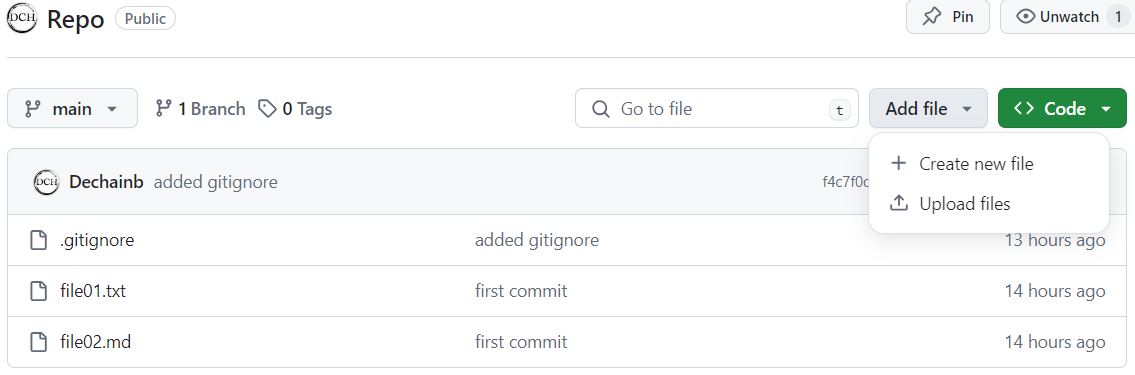 DCH Repo Public Pin Unwatch 1
main 1 Branch 0 Tags Go to file t Add file Code
Create new file
DCH Dechainb added gitignore
Upload files
.gitignore added gitignore 13 hours ago
file01.txt first commit 14 hours ago
file02.md first commit 14 hours ago